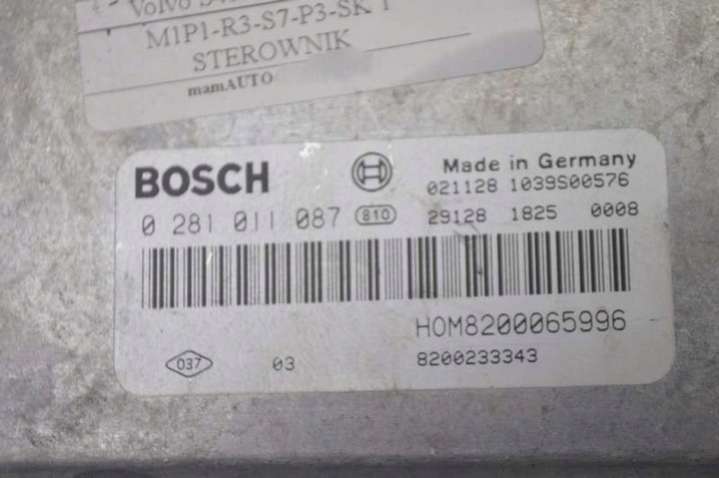 Volvo
M1P1-R3-S7-P3-SK 1
STEROWNIK
mamAUTO
BOSCH
Made in Germany
021128 1039S00576
0 281 011 087 810 29128 1825 0008
HOM8200065996
037 03 8200233343